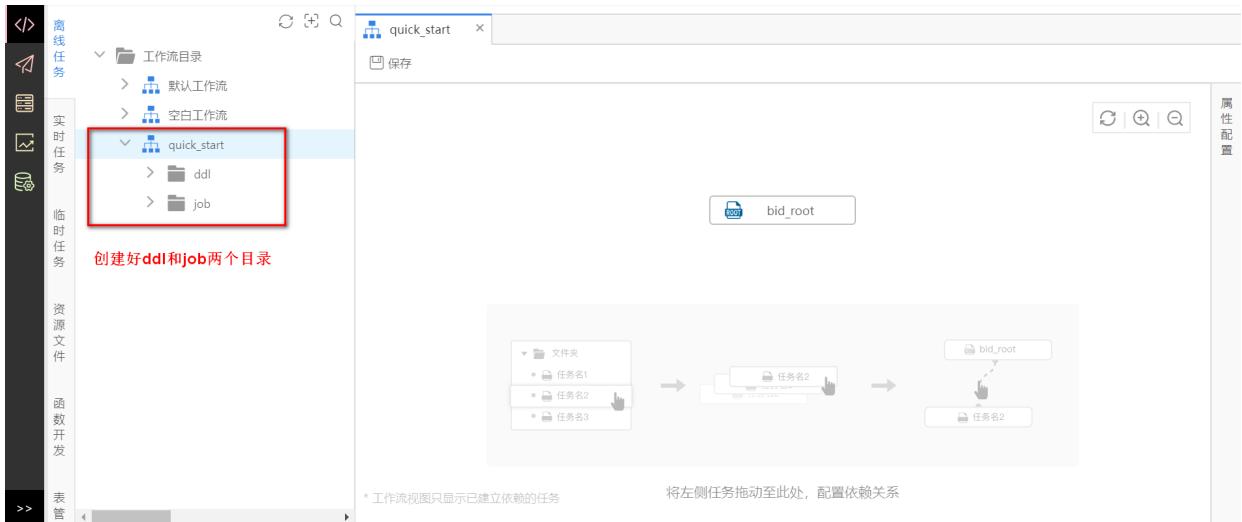 </>
离线任务
实时任务
临时任务
资源文件
函数开发
表管
>>
工作流目录
默认工作流
空白工作流
quick_start
ddl
job
创建好ddl和job两个目录
quick_start ×
保存
属性配置
ROOT bid_root
文件夹
任务名1
任务名2
任务名3
任务名2
bid_root
任务名2
* 工作流视图只显示已建立依赖的任务
将左侧任务拖动至此处，配置依赖关系